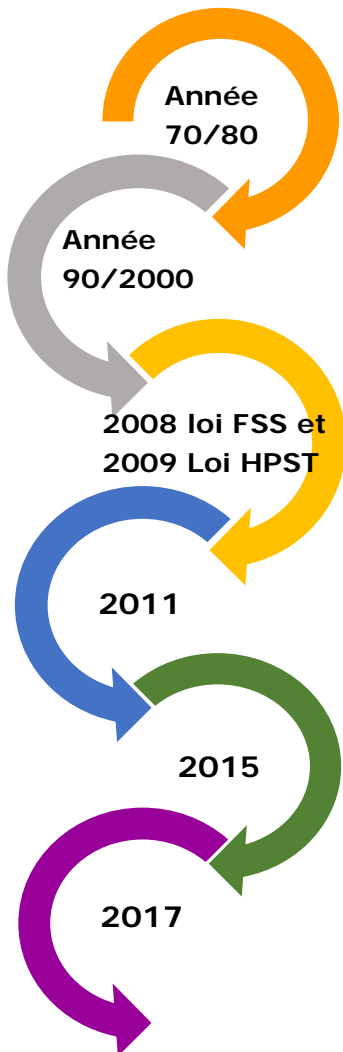 Année
70/80
Année
90/2000
2008 loi FSS et
2009 Loi HPST
2011
2015
2017